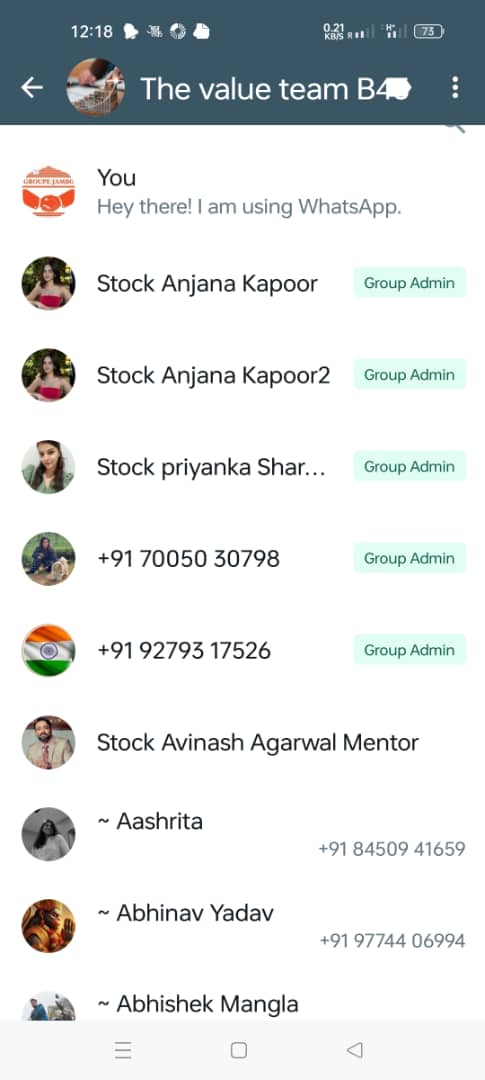 12:18
0.21
KB/S
R
H+
73
The value team B4
GROUPE JAMBO
You
Hey there! I am using WhatsApp.
Stock Anjana Kapoor
Group Admin
Stock Anjana Kapoor2
Group Admin
Stock priyanka Shar...
Group Admin
+91 70050 30798
Group Admin
+91 92793 17526
Group Admin
Stock Avinash Agarwal Mentor
~ Aashrita
+91 84509 41659
~ Abhinav Yadav
+91 97744 06994
~ Abhishek Mangla